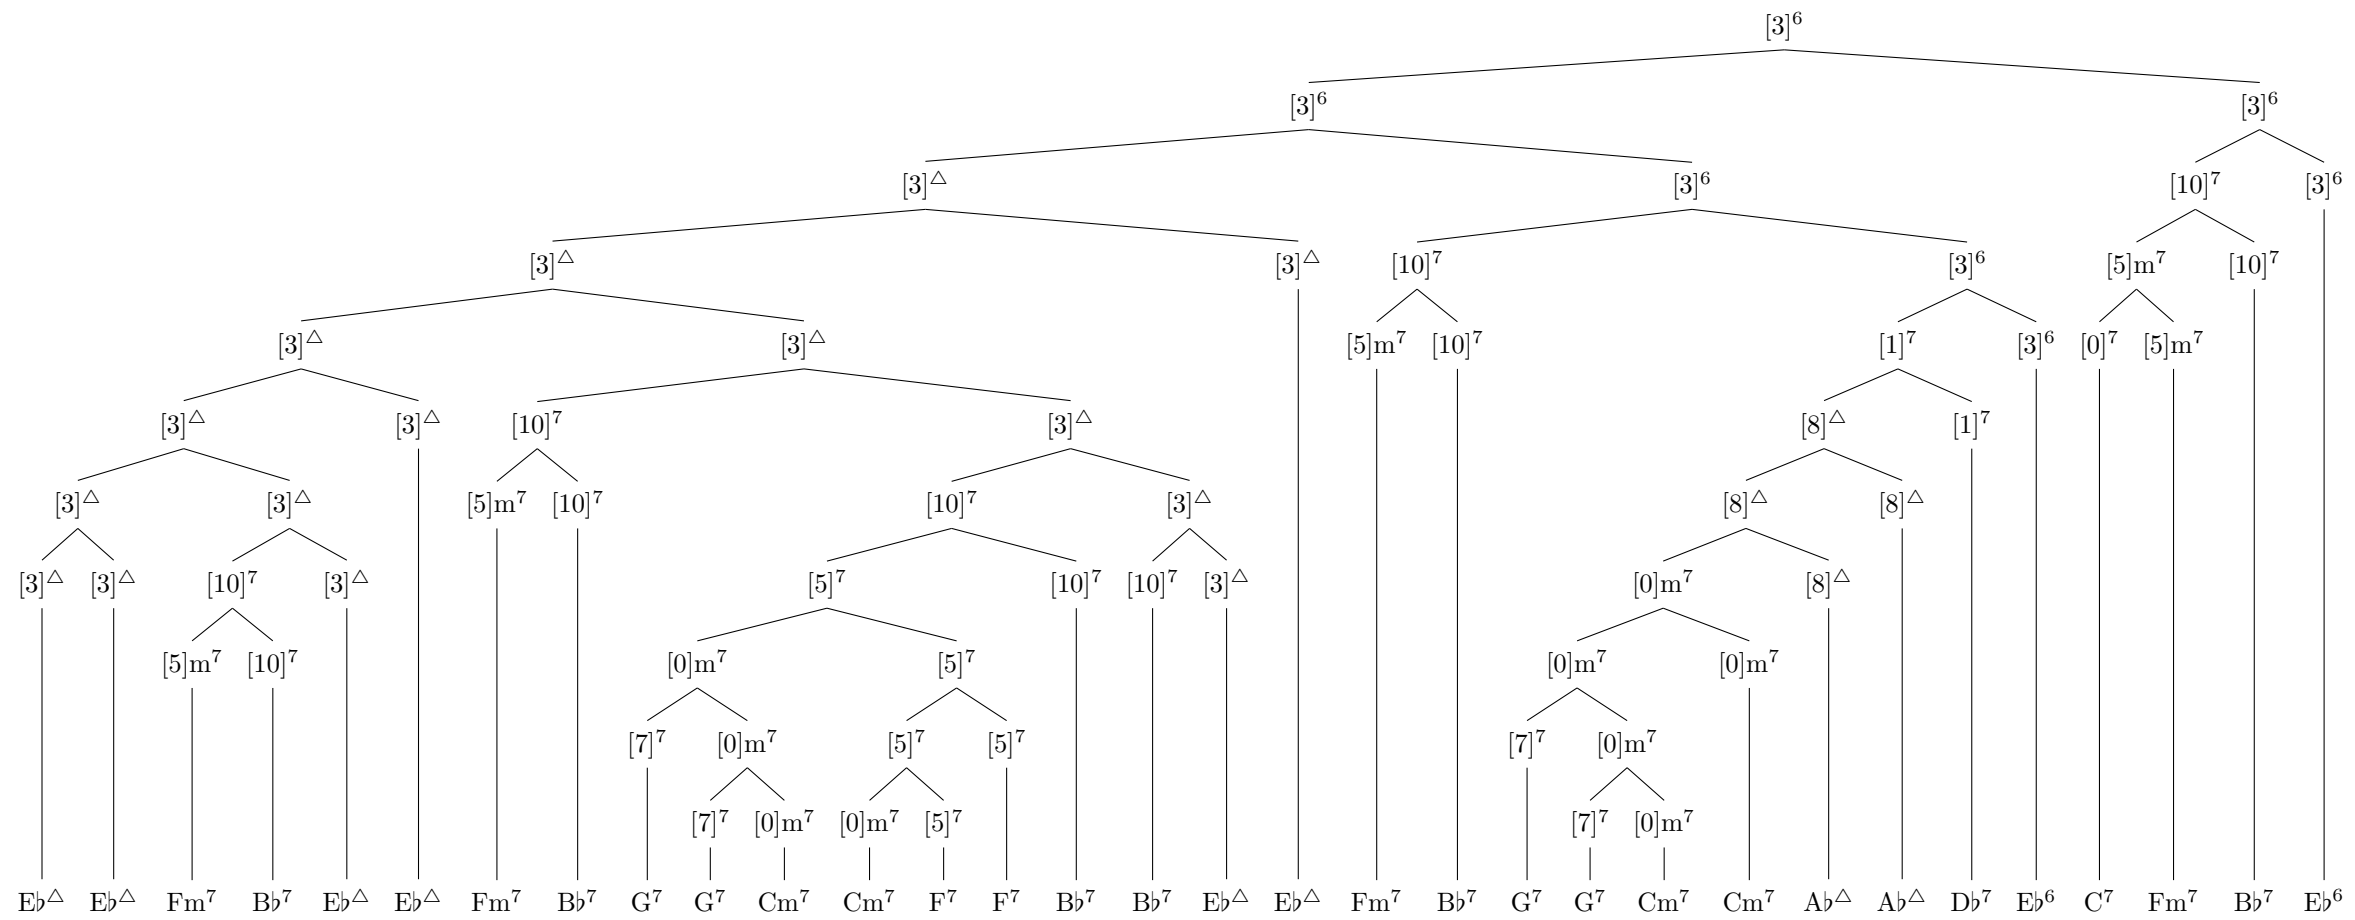 [3]⁶
[3]⁶ [3]⁶
[3]△ [3]⁶ [10]⁷ [3]⁶
[3]△ [3]△ [10]⁷ [3]⁶ [5]m⁷ [10]⁷
[3]△ [3]△ [5]m⁷ [10]⁷ [1]⁷ [3]⁶ [0]⁷ [5]m⁷
[3]△ [3]△ [10]⁷ [3]△ [8]△ [1]⁷
[3]△ [3]△ [5]m⁷ [10]⁷ [10]⁷ [3]△ [8]△ [8]△
[3]△ [3]△ [10]⁷ [3]△ [5]⁷ [10]⁷ [10]⁷ [3]△ [0]m⁷ [8]△
[5]m⁷ [10]⁷ [0]m⁷ [5]⁷ [0]m⁷ [0]m⁷
[7]⁷ [0]m⁷ [5]⁷ [5]⁷ [7]⁷ [0]m⁷
[7]⁷ [0]m⁷ [0]m⁷ [5]⁷ [7]⁷ [0]m⁷
E♭△ E♭△ Fm⁷ B♭⁷ E♭△ E♭△ Fm⁷ B♭⁷ G⁷ G⁷ Cm⁷ Cm⁷ F⁷ F⁷ B♭⁷ B♭⁷ E♭△ E♭△ Fm⁷ B♭⁷ G⁷ G⁷ Cm⁷ Cm⁷ A♭△ A♭△ D♭⁷ E♭⁶ C⁷ Fm⁷ B♭⁷ E♭⁶